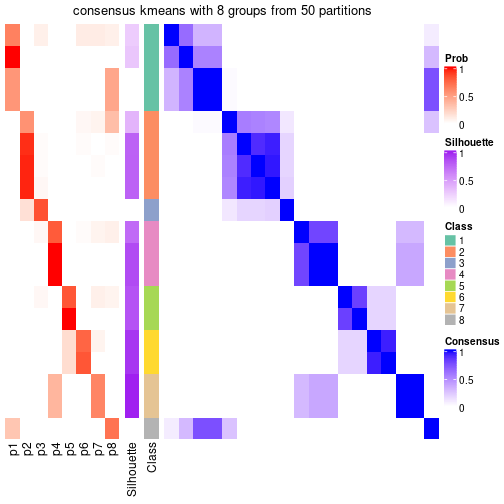 consensus kmeans with 8 groups from 50 partitions
Prob
1
0.5
0
Silhouette
1
0.5
0
Class
1
2
3
4
5
6
7
8
Consensus
1
0.5
0
p1
p2
p3
p4
p5
p6
p7
p8
Silhouette
Class